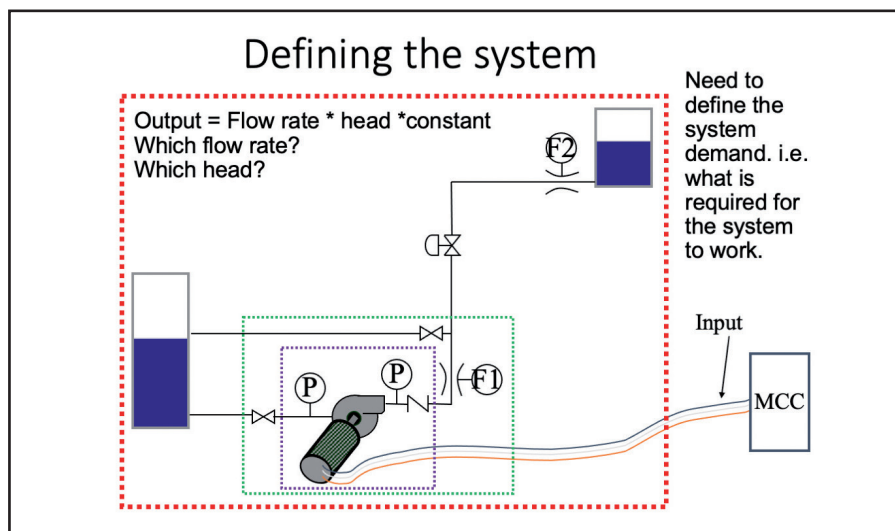 Defining the system
Output = Flow rate * head *constant
Which flow rate?
Which head?
Need to
define the
system
demand. i.e.
what is
required for
the system
to work.
F2
Input
P
P
F1
MCC